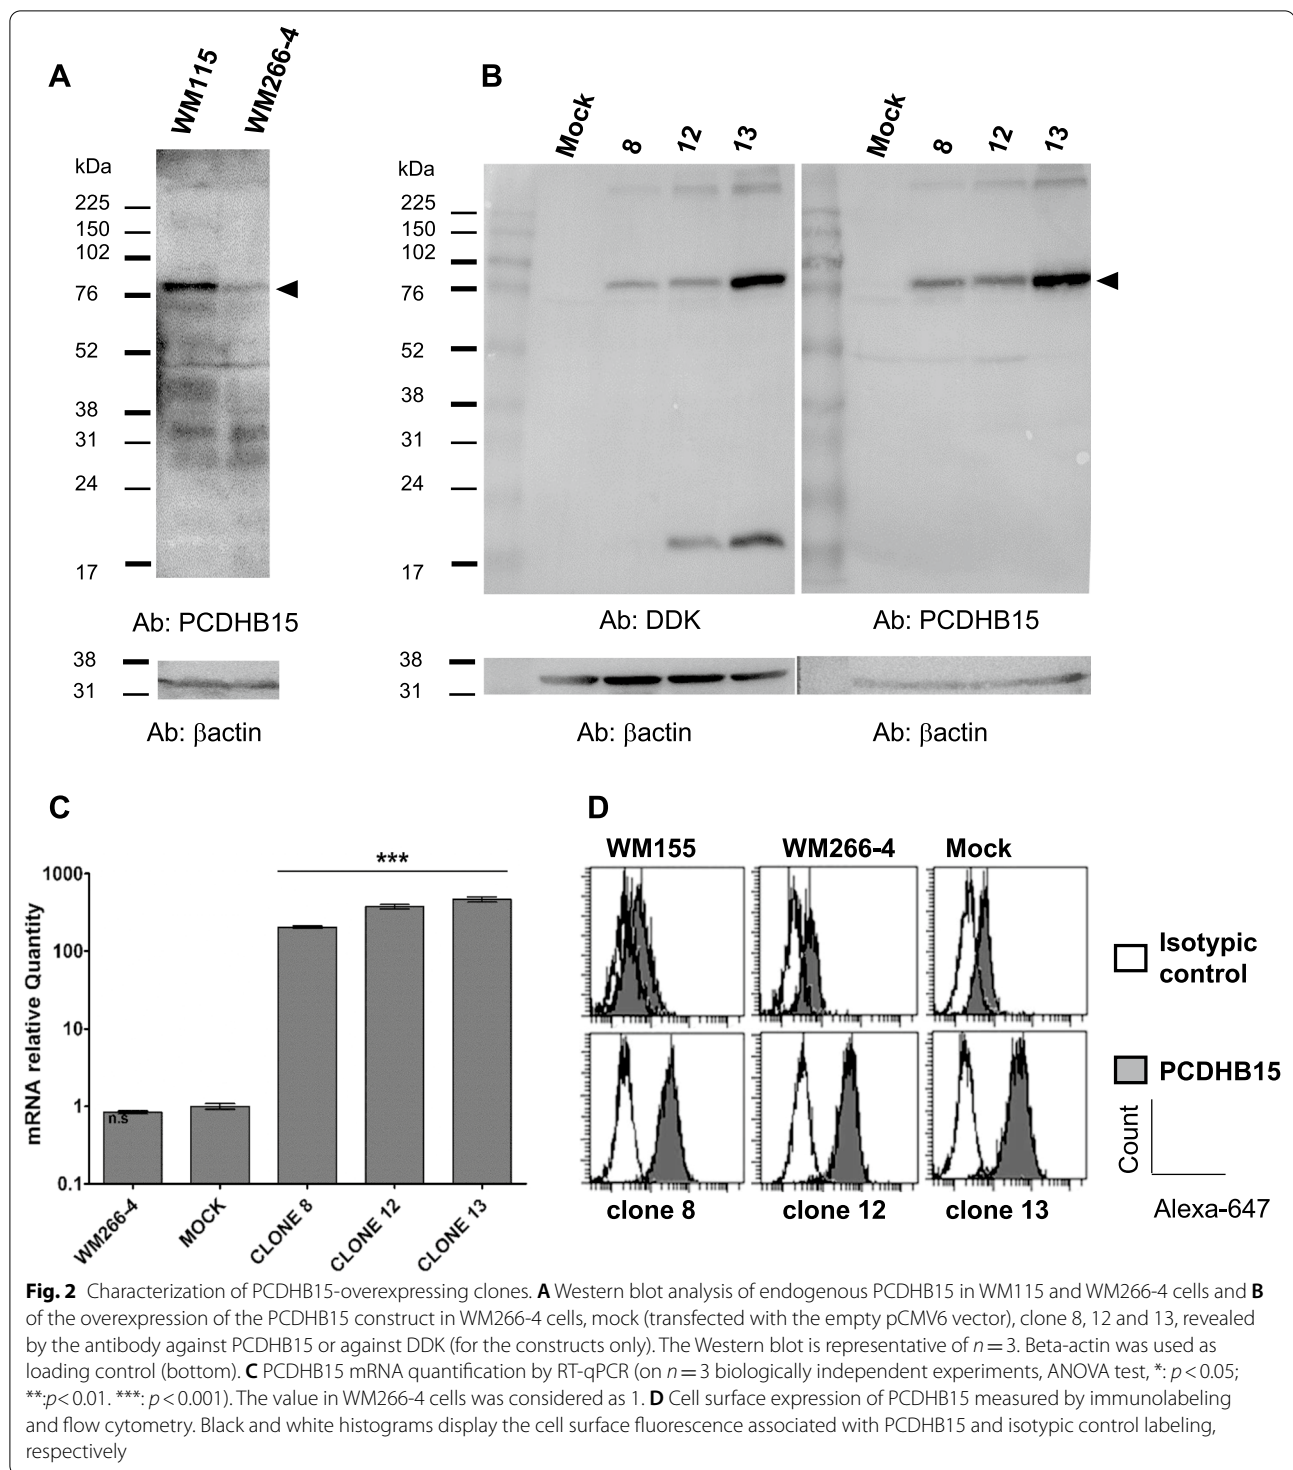 A
WM115
WM266-4
kDa
225
150
102
76
52
38
31
24
17
Ab: PCDHB15
38
31
Ab: βactin
B
Mock
8
12
13
Mock
8
12
13
kDa
225
150
102
76
52
38
31
24
17
Ab: DDK
Ab: PCDHB15
38
31
Ab: βactin
Ab: βactin
C
mRNA relative Quantity
1000
100
10
1
0.1
***
n.s
WM266-4
MOCK
CLONE 8
CLONE 12
CLONE 13
D
WM155
WM266-4
Mock
clone 8
clone 12
clone 13
Isotypic
control
PCDHB15
Count
Alexa-647
Fig. 2 Characterization of PCDHB15-overexpressing clones. A Western blot analysis of endogenous PCDHB15 in WM115 and WM266-4 cells and B
of the overexpression of the PCDHB15 construct in WM266-4 cells, mock (transfected with the empty pCMV6 vector), clone 8, 12 and 13, revealed
by the antibody against PCDHB15 or against DDK (for the constructs only). The Western blot is representative of n = 3. Beta-actin was used as
loading control (bottom). C PCDHB15 mRNA quantification by RT-qPCR (on n = 3 biologically independent experiments, ANOVA test, *: p < 0.05;
**:p< 0.01. ***: p < 0.001). The value in WM266-4 cells was considered as 1. D Cell surface expression of PCDHB15 measured by immunolabeling
and flow cytometry. Black and white histograms display the cell surface fluorescence associated with PCDHB15 and isotypic control labeling,
respectively